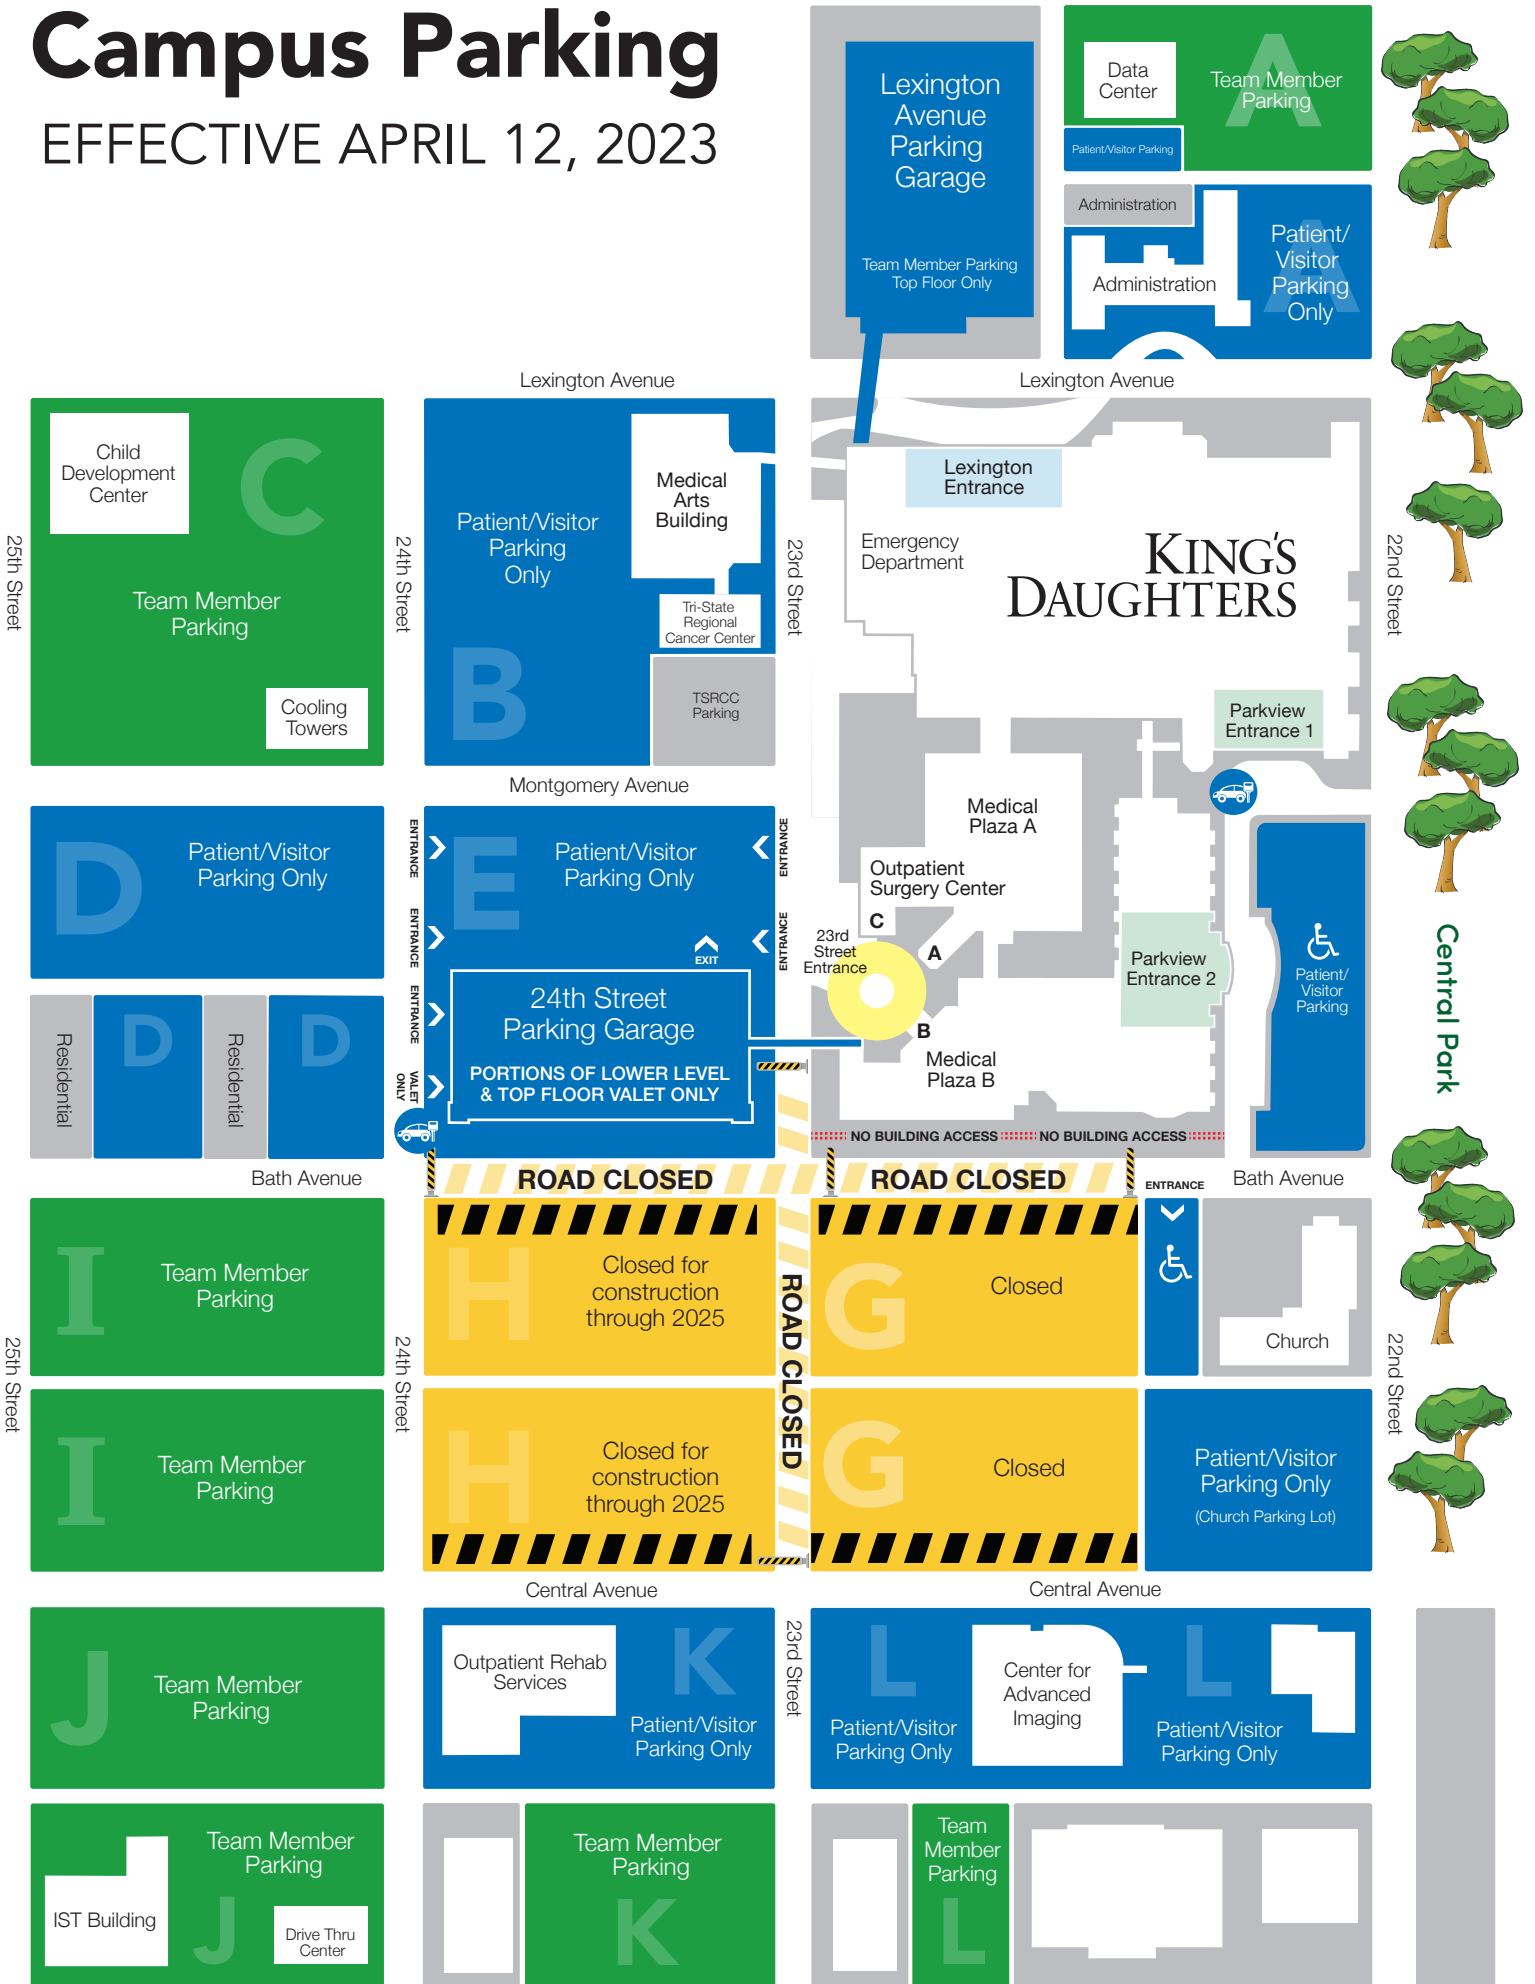 Campus Parking
EFFECTIVE APRIL 12, 2023
Lexington
Avenue
Parking
Garage
Team Member Parking
Top Floor Only
Data
Center
A
Team Member
Parking
Patient/Visitor Parking
Administration
Administration
A
Patient/
Visitor
Parking
Only
Lexington Avenue
Lexington Avenue
Child
Development
Center
C
Team Member
Parking
Cooling
Towers
25th Street
24th Street
Patient/Visitor
Parking
Only
B
Medical
Arts
Building
Tri-State
Regional
Cancer Center
TSRCC
Parking
23rd Street
Lexington
Entrance
Emergency
Department
KING'S
DAUGHTERS
22nd Street
Parkview
Entrance 1
Montgomery Avenue
D
Patient/Visitor
Parking Only
ENTRANCE
ENTRANCE
ENTRANCE
VALET
ONLY
E
Patient/Visitor
Parking Only
ENTRANCE
ENTRANCE
EXIT
24th Street
Parking Garage
PORTIONS OF LOWER LEVEL
& TOP FLOOR VALET ONLY
Medical
Plaza A
Outpatient
Surgery Center
C
A
B
23rd
Street
Entrance
Medical
Plaza B
Parkview
Entrance 2
Patient/
Visitor
Parking
Central Park
Residential
D
Residential
D
NO BUILDING ACCESS
NO BUILDING ACCESS
Bath Avenue
ROAD CLOSED
ROAD CLOSED
ENTRANCE
Bath Avenue
I
Team Member
Parking
H
Closed for
construction
through 2025
ROAD CLOSED
G
Closed
Church
25th Street
24th Street
22nd Street
I
Team Member
Parking
H
Closed for
construction
through 2025
G
Closed
Patient/Visitor
Parking Only
(Church Parking Lot)
Central Avenue
Central Avenue
J
Team Member
Parking
Outpatient Rehab
Services
K
Patient/Visitor
Parking Only
23rd Street
L
Patient/Visitor
Parking Only
Center for
Advanced
Imaging
L
Patient/Visitor
Parking Only
IST Building
Team Member
Parking
J
Drive Thru
Center
Team Member
Parking
K
Team
Member
Parking
L